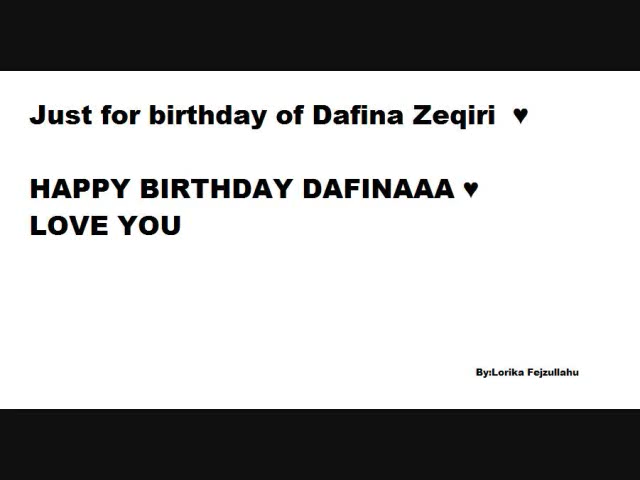 Just for birthday of Dafina Zeqiri ♥
HAPPY BIRTHDAY DAFINAAA ♥
LOVE YOU
By:Lorika Fejzullahu